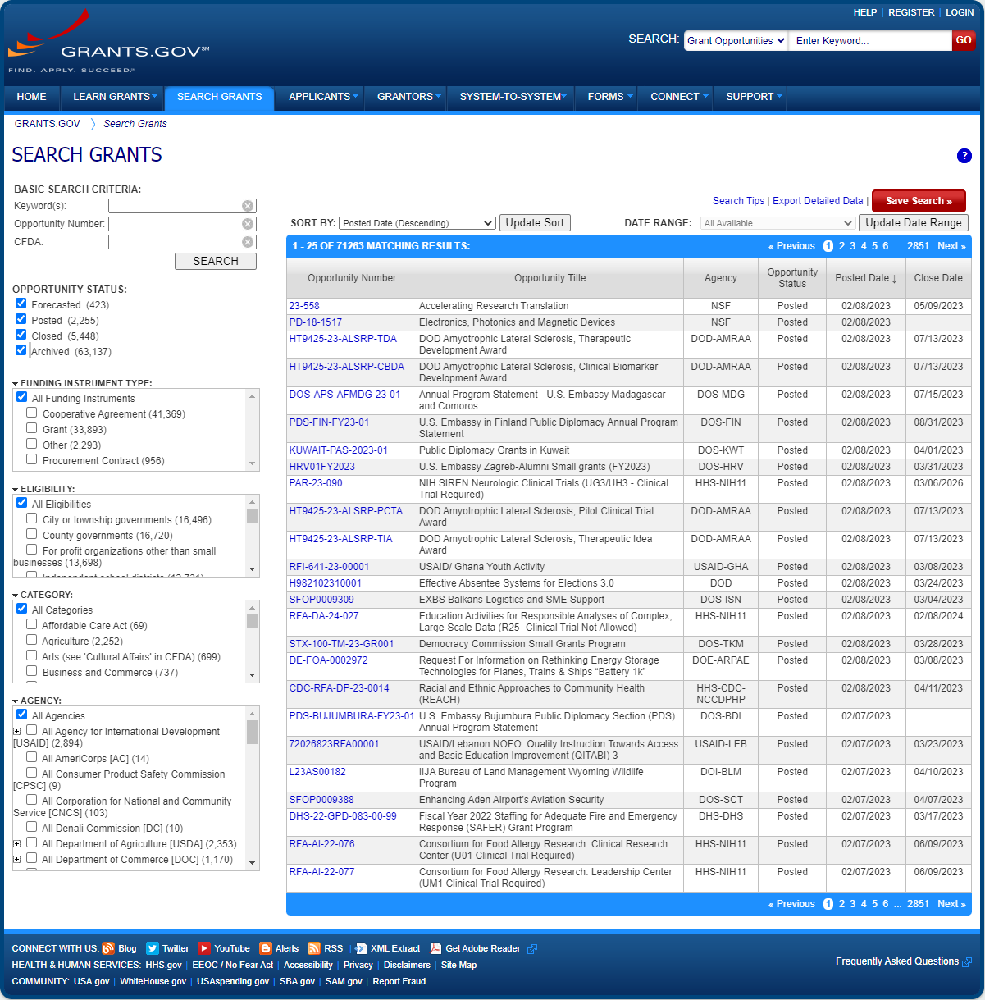 HELP | REGISTER | LOGIN
SEARCH: Grant Opportunities Enter Keyword... GO
GRANTS.GOV℠
FIND. APPLY. SUCCEED.℠
HOME LEARN GRANTS SEARCH GRANTS APPLICANTS GRANTORS SYSTEM-TO-SYSTEM FORMS CONNECT SUPPORT
GRANTS.GOV Search Grants
SEARCH GRANTS
?
BASIC SEARCH CRITERIA:
Keyword(s):
Opportunity Number:
CFDA:
SEARCH
OPPORTUNITY STATUS:
Forecasted (423)
Posted (2,255)
Closed (5,448)
Archived (63,137)
FUNDING INSTRUMENT TYPE:
All Funding Instruments
Cooperative Agreement (41,369)
Grant (33,893)
Other (2,293)
Procurement Contract (956)
ELIGIBILITY:
All Eligibilities
City or township governments (16,496)
County governments (16,720)
For profit organizations other than small
businesses (13,698)
Independent school districts (12,731)
CATEGORY:
All Categories
Affordable Care Act (69)
Agriculture (2,252)
Arts (see 'Cultural Affairs' in CFDA) (699)
Business and Commerce (737)
AGENCY:
All Agencies
All Agency for International Development
[USAID] (2,894)
All AmeriCorps [AC] (14)
All Consumer Product Safety Commission
[CPSC] (9)
All Corporation for National and Community
Service [CNCS] (103)
All Denali Commission [DC] (10)
All Department of Agriculture [USDA] (2,353)
All Department of Commerce [DOC] (1,170)
Search Tips | Export Detailed Data | Save Search »
SORT BY: Posted Date (Descending) Update Sort DATE RANGE: All Available Update Date Range
1 - 25 OF 71263 MATCHING RESULTS: « Previous 1 2 3 4 5 6 ... 2851 Next »
Opportunity Number Opportunity Title Agency Opportunity Status Posted Date ↓ Close Date
23-558 Accelerating Research Translation NSF Posted 02/08/2023 05/09/2023
PD-18-1517 Electronics, Photonics and Magnetic Devices NSF Posted 02/08/2023
HT9425-23-ALSRP-TDA DOD Amyotrophic Lateral Sclerosis, Therapeutic DOD-AMRAA Posted 02/08/2023 07/13/2023
Development Award
HT9425-23-ALSRP-CBDA DOD Amyotrophic Lateral Sclerosis, Clinical Biomarker DOD-AMRAA Posted 02/08/2023 07/13/2023
Development Award
DOS-APS-AFMDG-23-01 Annual Program Statement - U.S. Embassy Madagascar DOS-MDG Posted 02/08/2023 07/15/2023
and Comoros
PDS-FIN-FY23-01 U.S. Embassy in Finland Public Diplomacy Annual Program DOS-FIN Posted 02/08/2023 08/31/2023
Statement
KUWAIT-PAS-2023-01 Public Diplomacy Grants in Kuwait DOS-KWT Posted 02/08/2023 04/01/2023
HRV01FY2023 U.S. Embassy Zagreb-Alumni Small grants (FY2023) DOS-HRV Posted 02/08/2023 03/31/2023
PAR-23-090 NIH SIREN Neurologic Clinical Trials (UG3/UH3 - Clinical HHS-NIH11 Posted 02/08/2023 03/06/2026
Trial Required)
HT9425-23-ALSRP-PCTA DOD Amyotrophic Lateral Sclerosis, Pilot Clinical Trial DOD-AMRAA Posted 02/08/2023 07/13/2023
Award
HT9425-23-ALSRP-TIA DOD Amyotrophic Lateral Sclerosis, Therapeutic Idea DOD-AMRAA Posted 02/08/2023 07/13/2023
Award
RFI-641-23-00001 USAID/ Ghana Youth Activity USAID-GHA Posted 02/08/2023 03/08/2023
H982102310001 Effective Absentee Systems for Elections 3.0 DOD Posted 02/08/2023 03/24/2023
SFOP0009309 EXBS Balkans Logistics and SME Support DOS-ISN Posted 02/08/2023 03/04/2023
RFA-DA-24-027 Education Activities for Responsible Analyses of Complex, HHS-NIH11 Posted 02/08/2023 02/08/2024
Large-Scale Data (R25- Clinical Trial Not Allowed)
STX-100-TM-23-GR001 Democracy Commission Small Grants Program DOS-TKM Posted 02/08/2023 03/28/2023
DE-FOA-0002972 Request For Information on Rethinking Energy Storage DOE-ARPAE Posted 02/08/2023 03/08/2023
Technologies for Planes, Trains & Ships “Battery 1k”
CDC-RFA-DP-23-0014 Racial and Ethnic Approaches to Community Health HHS-CDC- Posted 02/08/2023 04/11/2023
(REACH) NCCDPHP
PDS-BUJUMBURA-FY23-01 U.S. Embassy Bujumbura Public Diplomacy Section (PDS) DOS-BDI Posted 02/07/2023
Annual Program Statement
72026823RFA00001 USAID/Lebanon NOFO: Quality Instruction Towards Access USAID-LEB Posted 02/07/2023 03/23/2023
and Basic Education Improvement (QITABI) 3
L23AS00182 IIJA Bureau of Land Management Wyoming Wildlife DOI-BLM Posted 02/07/2023 04/10/2023
Program
SFOP0009388 Enhancing Aden Airport’s Aviation Security DOS-SCT Posted 02/07/2023 04/07/2023
DHS-22-GPD-083-00-99 Fiscal Year 2022 Staffing for Adequate Fire and Emergency DHS-DHS Posted 02/07/2023 03/17/2023
Response (SAFER) Grant Program
RFA-AI-22-076 Consortium for Food Allergy Research: Clinical Research HHS-NIH11 Posted 02/07/2023 06/09/2023
Center (U01 Clinical Trial Required)
RFA-AI-22-077 Consortium for Food Allergy Research: Leadership Center HHS-NIH11 Posted 02/07/2023 06/09/2023
(UM1 Clinical Trial Required)
« Previous 1 2 3 4 5 6 ... 2851 Next »
CONNECT WITH US: Blog Twitter YouTube Alerts RSS | XML Extract Get Adobe Reader
HEALTH & HUMAN SERVICES: HHS.gov | EEOC / No Fear Act | Accessibility | Privacy | Disclaimers | Site Map
Frequently Asked Questions
COMMUNITY: USA.gov | WhiteHouse.gov | USAspending.gov | SBA.gov | SAM.gov | Report Fraud